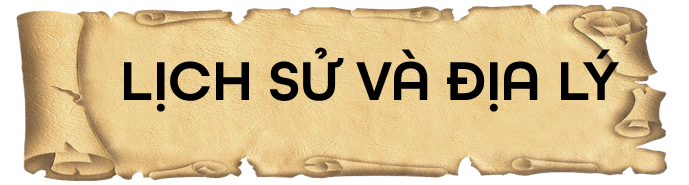 LỊCH SỬ VÀ ĐỊA LÝ